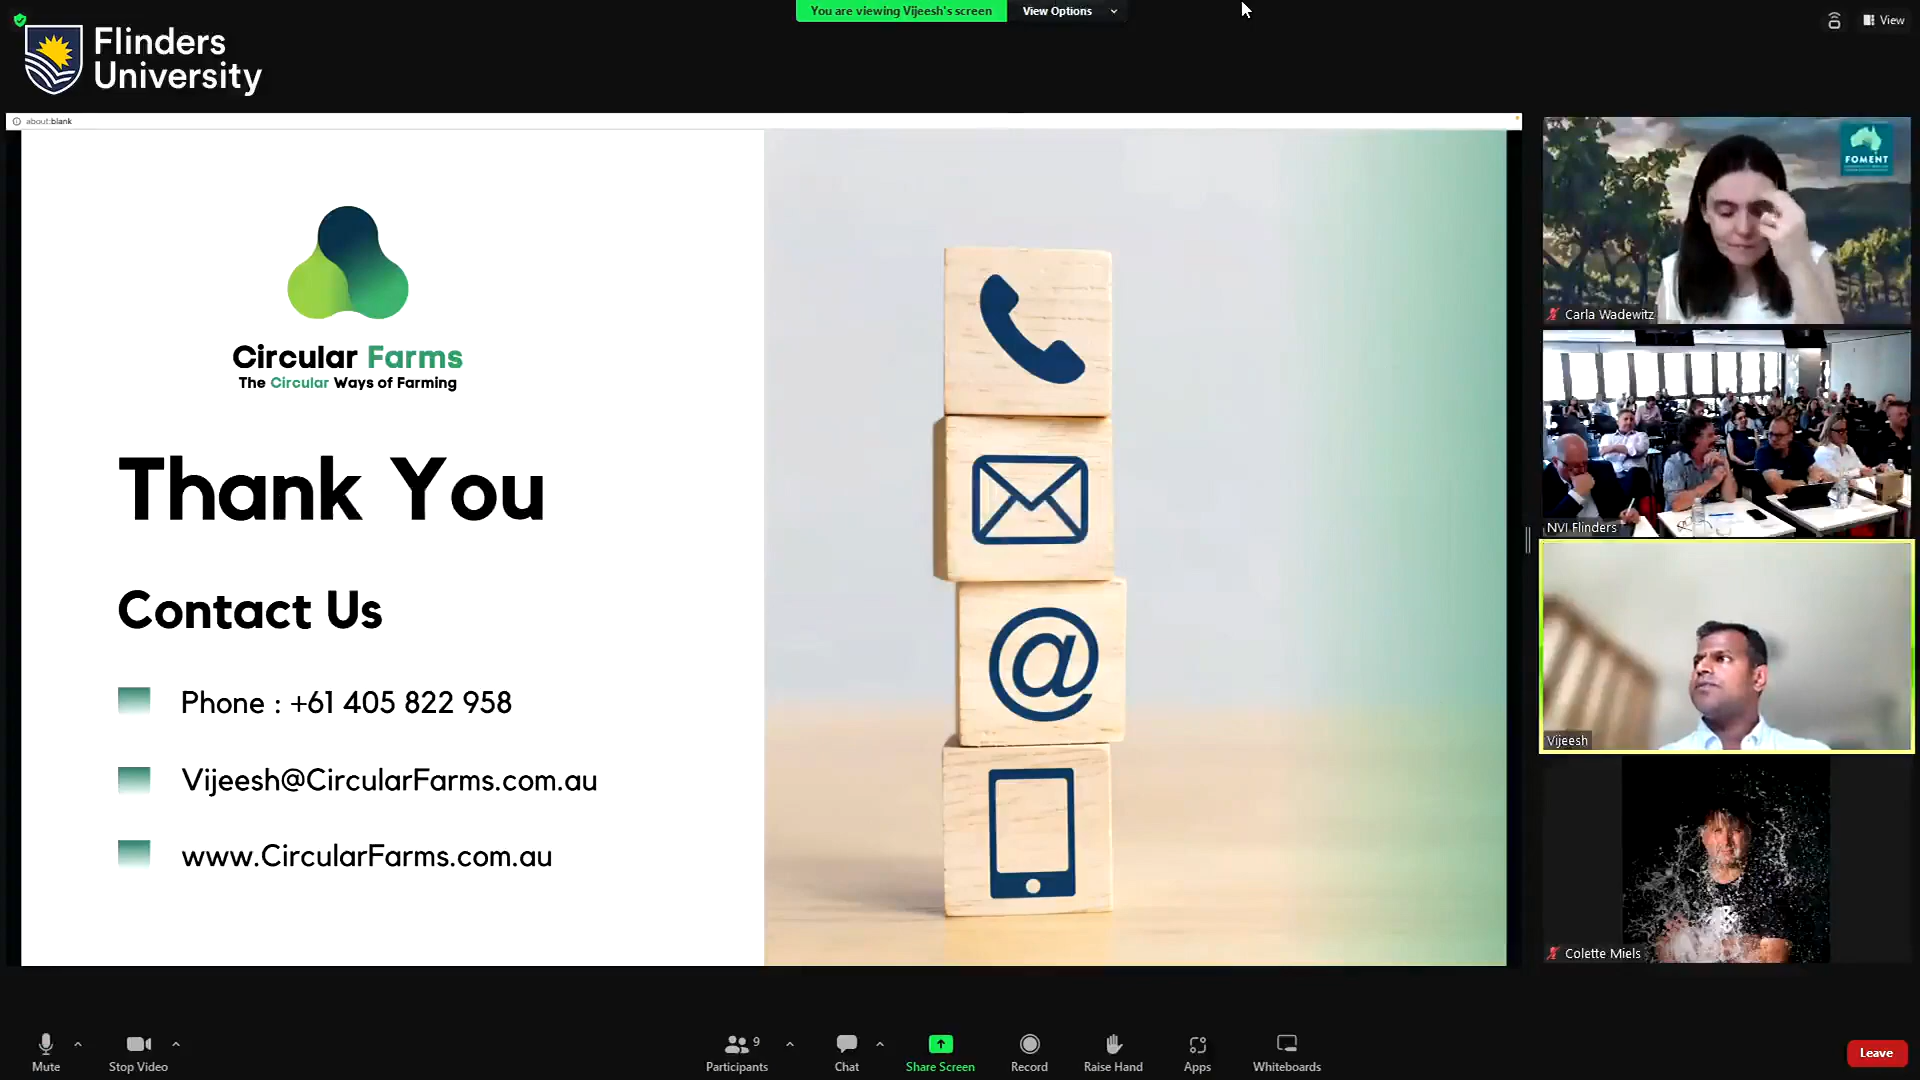 You are viewing Vijeesh's screen
View Options
View
Flinders
University
about:blank
Circular Farms
The Circular Ways of Farming
Thank You
Contact Us
Phone : +61 405 822 958
Vijeesh@CircularFarms.com.au
www.CircularFarms.com.au
@
FOMENT
Carla Wadewitz
NVI Flinders
Vijeesh
Colette Miels
Mute
Stop Video
9
Participants
Chat
Share Screen
Record
Raise Hand
Apps
Whiteboards
Leave